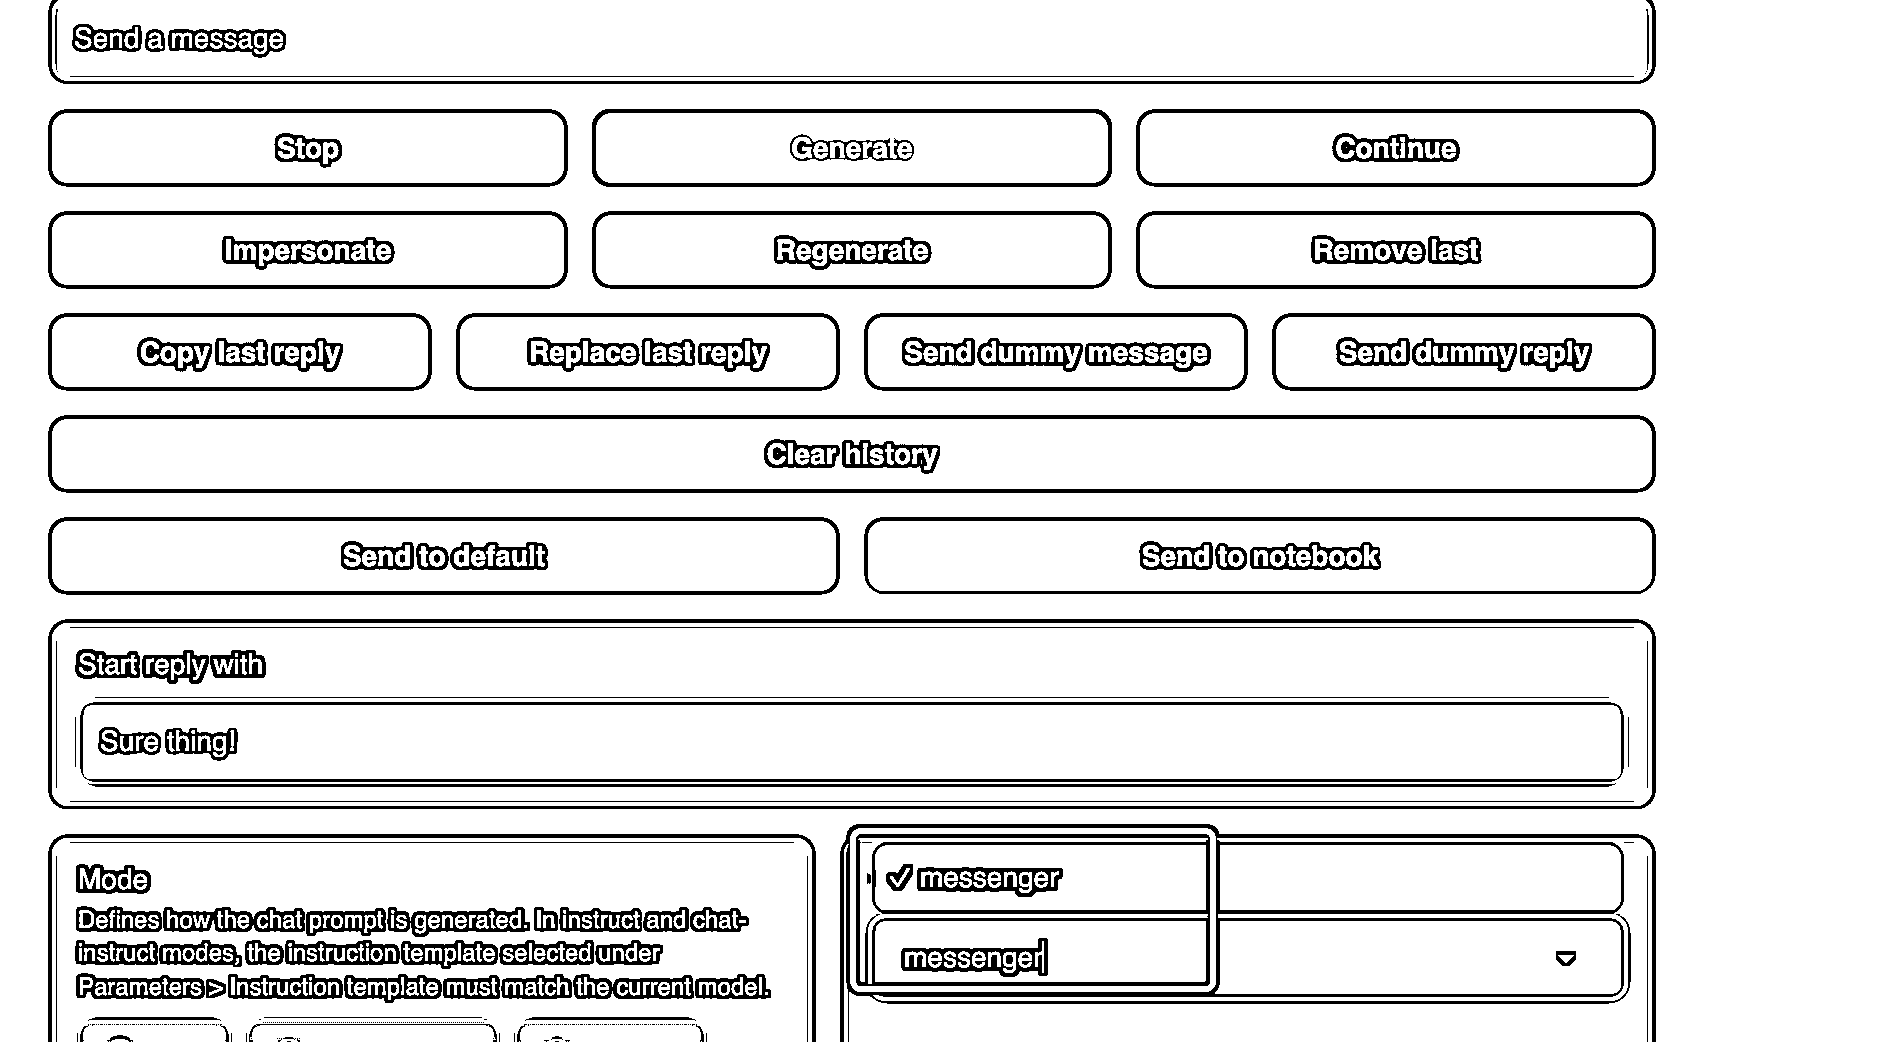 Send a message
Stop
Generate
Continue
Impersonate
Regenerate
Remove last
Copy last reply
Replace last reply
Send dummy message
Send dummy reply
Clear history
Send to default
Send to notebook
Start reply with
Sure thing!
Mode
Defines how the chat prompt is generated. In instruct and chat-
instruct modes, the instruction template selected under
Parameters > Instruction template must match the current model.
✓ messenger
messenger